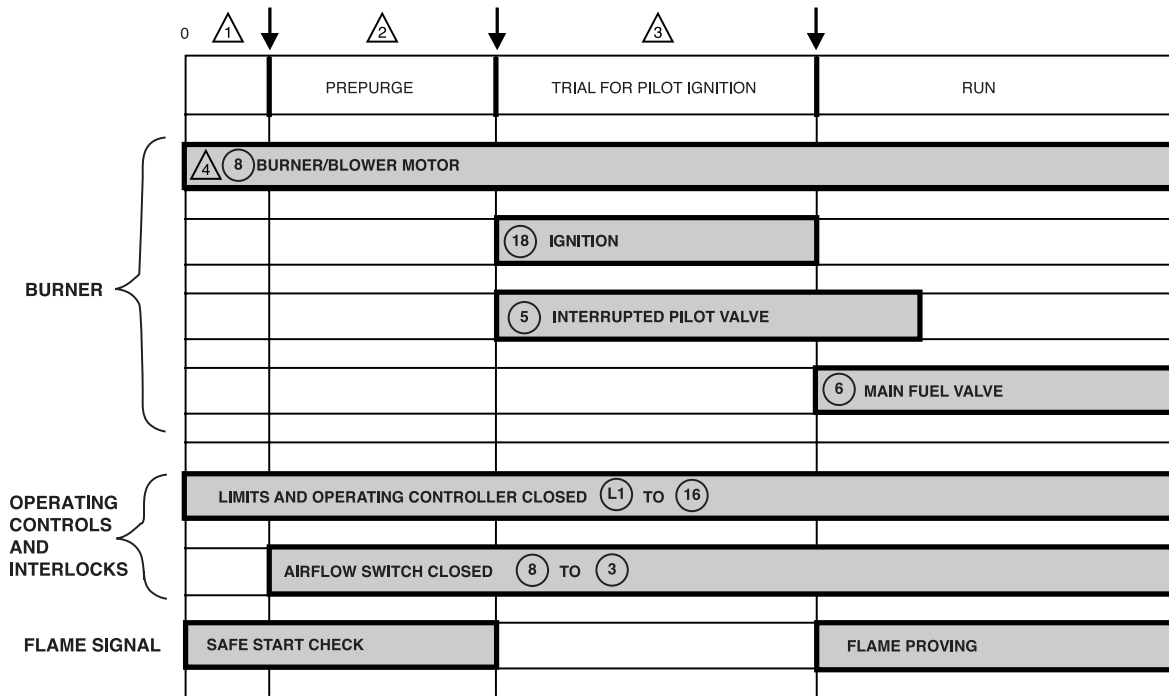 0 1 2 3
PREPURGE TRIAL FOR PILOT IGNITION RUN
4 8 BURNER/BLOWER MOTOR
18 IGNITION
BURNER
5 INTERRUPTED PILOT VALVE
6 MAIN FUEL VALVE
OPERATING
CONTROLS
AND
INTERLOCKS
LIMITS AND OPERATING CONTROLLER CLOSED L1 TO 16
AIRFLOW SWITCH CLOSED 8 TO 3
FLAME SIGNAL SAFE START CHECK FLAME PROVING